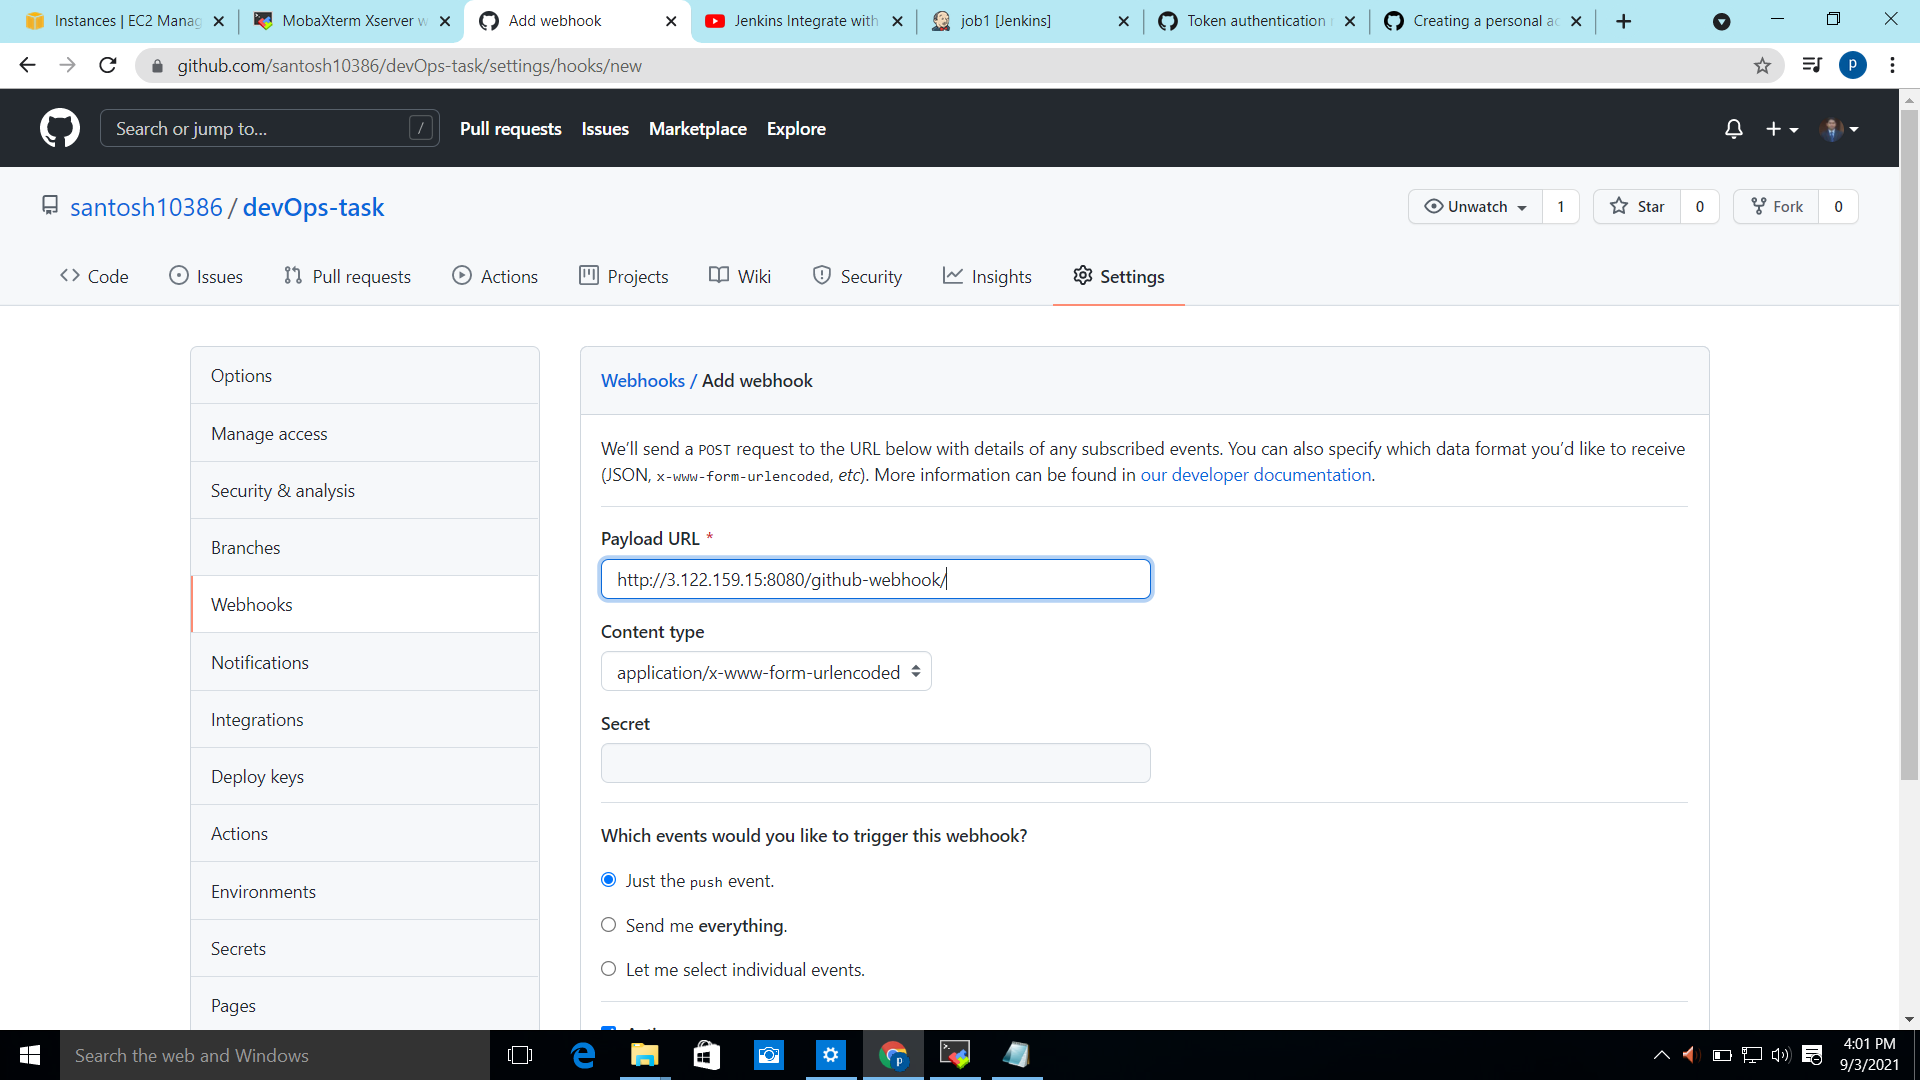 Instances | EC2 Manag
MobaXterm Xserver w
Add webhook
Jenkins Integrate with
job1 [Jenkins]
Token authentication r
Creating a personal ac
github.com/santosh10386/devOps-task/settings/hooks/new
p
Search or jump to...
/
Pull requests
Issues
Marketplace
Explore
santosh10386 / devOps-task
Unwatch
1
Star
0
Fork
0
Code
Issues
Pull requests
Actions
Projects
Wiki
Security
Insights
Settings
Options
Manage access
Security & analysis
Branches
Webhooks
Notifications
Integrations
Deploy keys
Actions
Environments
Secrets
Pages
Webhooks / Add webhook
We'll send a POST request to the URL below with details of any subscribed events. You can also specify which data format you'd like to receive
(JSON, x-www-form-urlencoded, etc). More information can be found in our developer documentation.
Payload URL *
http://3.122.159.15:8080/github-webhook/
Content type
application/x-www-form-urlencoded
Secret
Which events would you like to trigger this webhook?
Just the push event.
Send me everything.
Let me select individual events.
Search the web and Windows
p
4:01 PM
9/3/2021